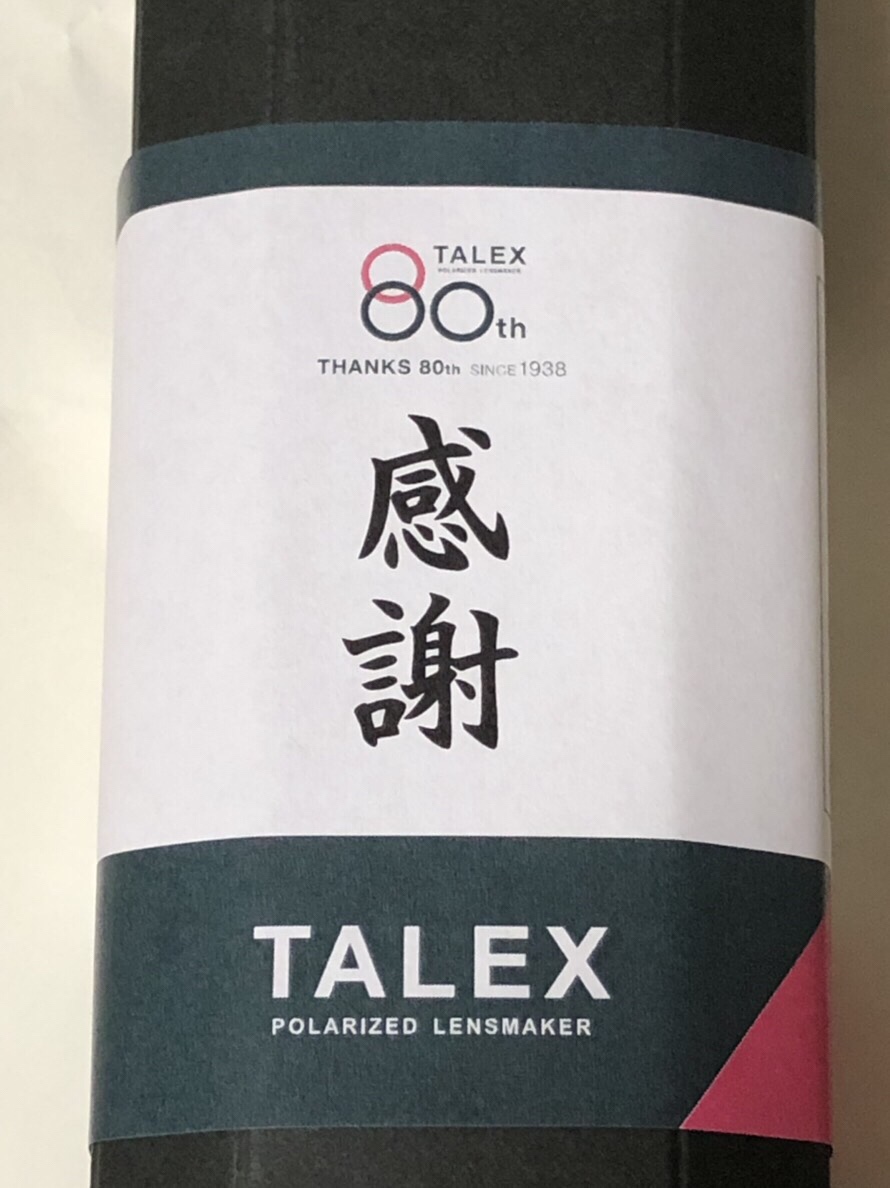 TALEX
POLARIZED LENSMAKER
80th
THANKS 80th SINCE 1938
感謝
TALEX
POLARIZED LENSMAKER